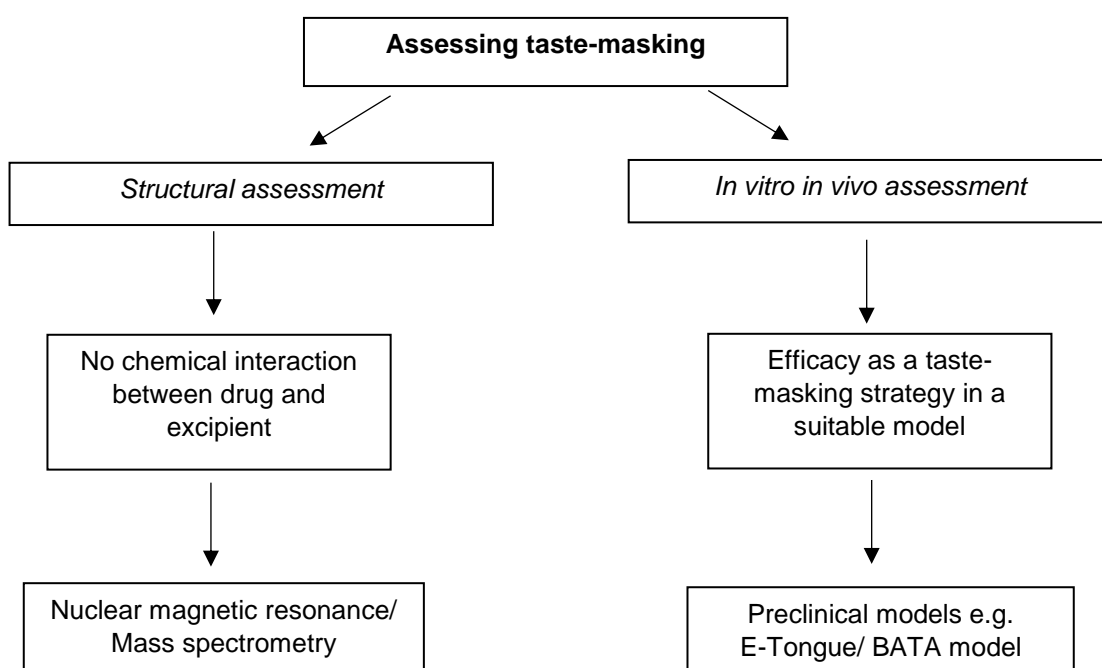 Assessing taste-masking
Structural assessment
In vitro in vivo assessment
No chemical interaction
between drug and
excipient
Efficacy as a taste-
masking strategy in a
suitable model
Nuclear magnetic resonance/
Mass spectrometry
Preclinical models e.g.
E-Tongue/ BATA model